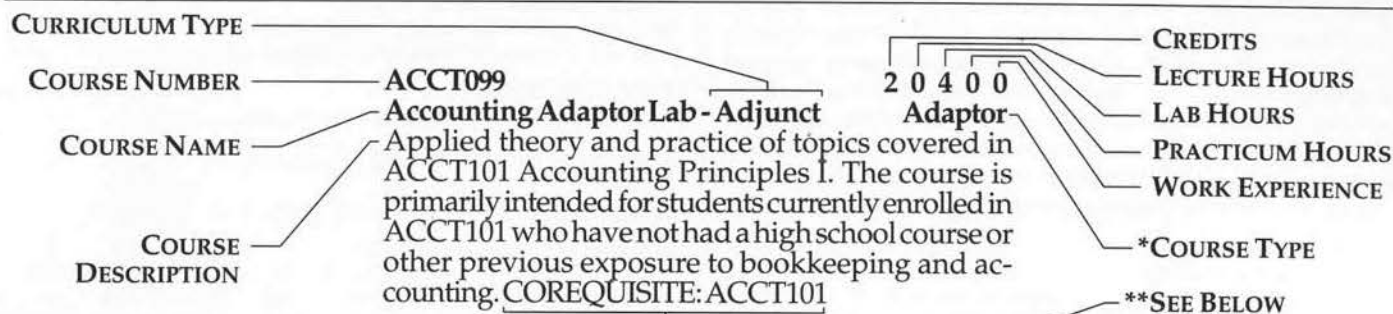 CURRICULUM TYPE
CREDITS
LECTURE HOURS
COURSE NUMBER
ACCT099
2 0 4 0 0
LAB HOURS
Accounting Adaptor Lab - Adjunct
Adaptor
COURSE NAME
PRACTICUM HOURS
WORK EXPERIENCE
Applied theory and practice of topics covered in
ACCT101 Accounting Principles I. The course is
primarily intended for students currently enrolled in
ACCT101 who have not had a high school course or
other previous exposure to bookkeeping and ac-
counting. COREQUISITE: ACCT101
COURSE
DESCRIPTION
*COURSE TYPE
**SEE BELOW